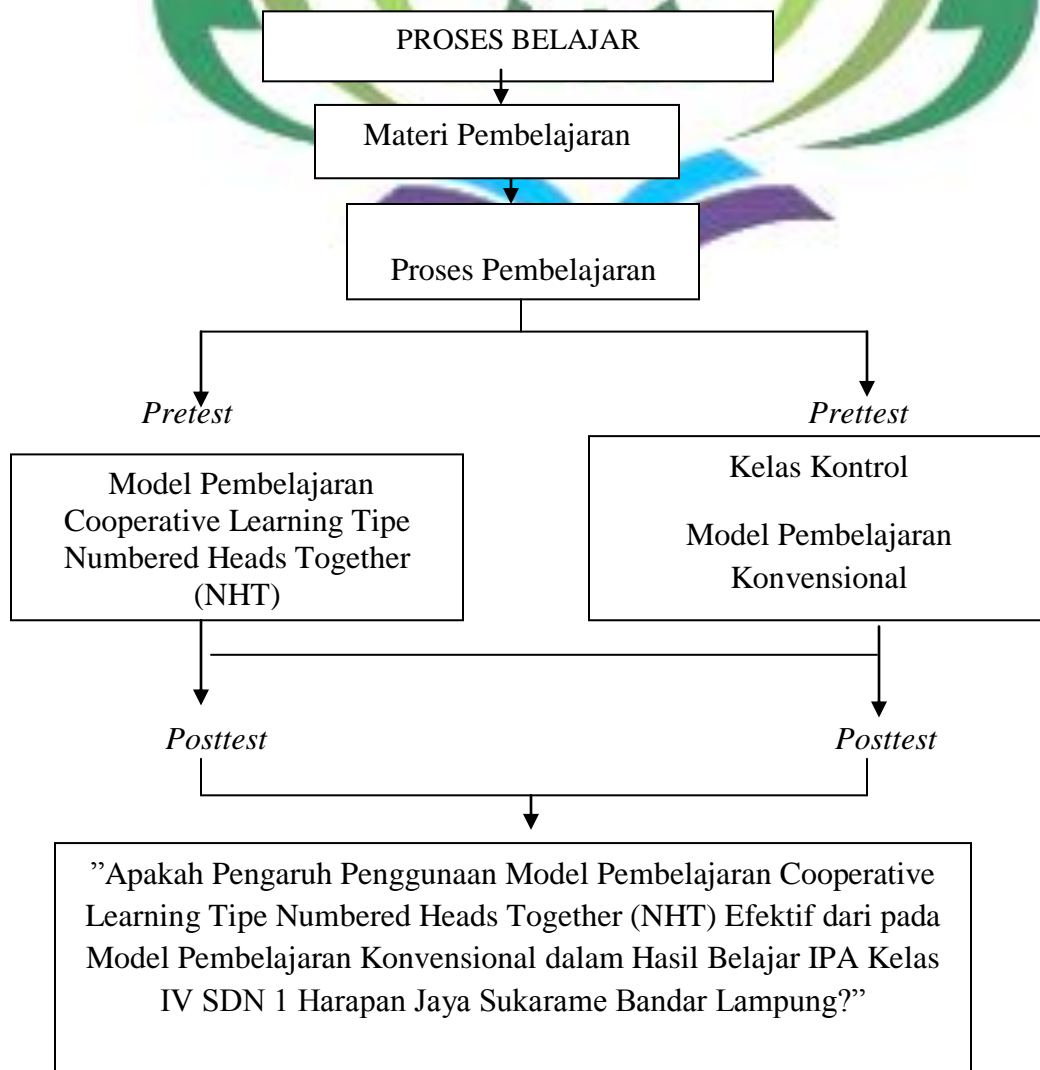 PROSES BELAJAR
Materi Pembelajaran
Proses Pembelajaran
Pretest
Prettest
Model Pembelajaran
Cooperative Learning Tipe
Numbered Heads Together
(NHT)
Kelas Kontrol
Model Pembelajaran
Konvensional
Posttest
Posttest
”Apakah Pengaruh Penggunaan Model Pembelajaran Cooperative
Learning Tipe Numbered Heads Together (NHT) Efektif dari pada
Model Pembelajaran Konvensional dalam Hasil Belajar IPA Kelas
IV SDN 1 Harapan Jaya Sukarame Bandar Lampung?”